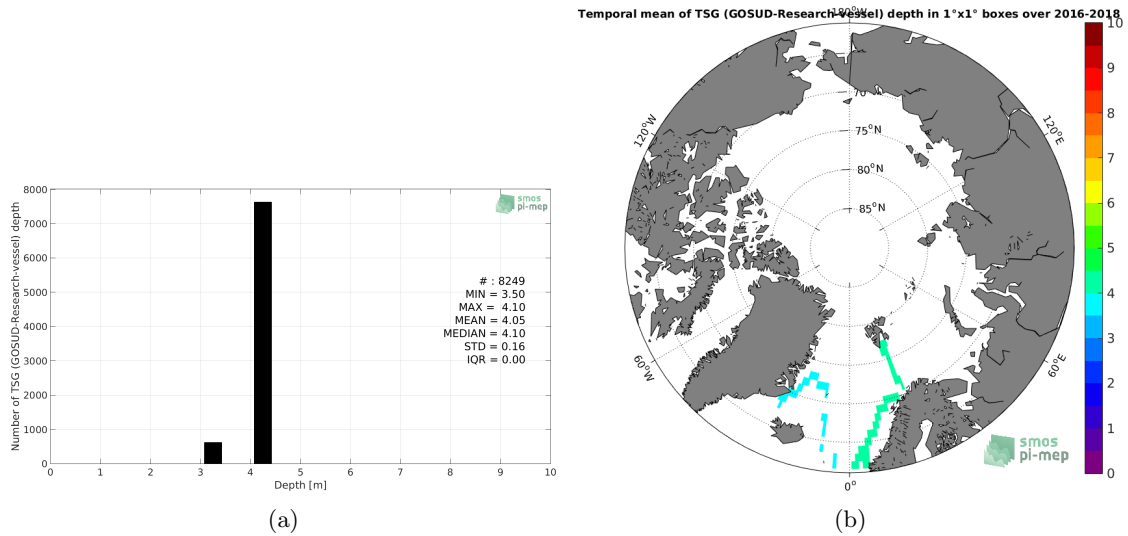 8000
7000
6000
5000
4000
3000
2000
1000
0
Number of TSG (GOSUD-Research-vessel) depth
smos
pi-mep
# : 8249
MIN = 3.50
MAX = 4.10
MEAN = 4.05
MEDIAN = 4.10
STD = 0.16
IQR = 0.00
0 1 2 3 4 5 6 7 8 9 10
Depth [m]
(a)
Temporal mean of TSG (GOSUD-Research-vessel) depth in 1°x1° boxes over 2016-2018
180°W
120°W
120°E
75°N
80°N
85°N
60°W
60°E
0°
smos
pi-mep
10
9
8
7
6
5
4
3
2
1
0
(b)